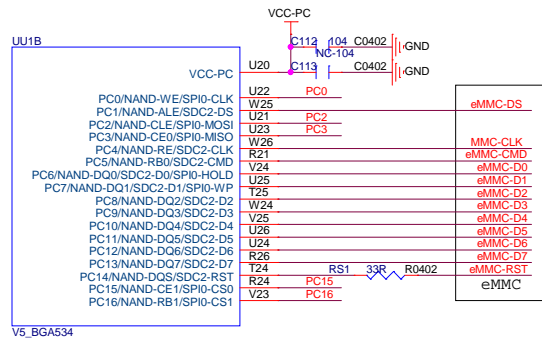 VCC-PC
UU1B
C112 104 C0402
NC-104
GND
U20
VCC-PC
C113 C0402
GND
U22 PC0
PC0/NAND-WE/SPI0-CLK
W25 eMMC-DS
PC1/NAND-ALE/SDC2-DS
U21 PC2
PC2/NAND-CLE/SPI0-MOSI
U23 PC3
PC3/NAND-CE0/SPI0-MISO
W26 MMC-CLK
PC4/NAND-RE/SDC2-CLK
R21 eMMC-CMD
PC5/NAND-RB0/SDC2-CMD
V24 eMMC-D0
PC6/NAND-DQ0/SDC2-D0/SPI0-HOLD
U25 eMMC-D1
PC7/NAND-DQ1/SDC2-D1/SPI0-WP
T25 eMMC-D2
PC8/NAND-DQ2/SDC2-D2
W24 eMMC-D3
PC9/NAND-DQ3/SDC2-D3
V25 eMMC-D4
PC10/NAND-DQ4/SDC2-D4
U26 eMMC-D5
PC11/NAND-DQ5/SDC2-D5
U24 eMMC-D6
PC12/NAND-DQ6/SDC2-D6
R26 eMMC-D7
PC13/NAND-DQ7/SDC2-D7
T24 RS1 33R R0402 eMMC-RST
PC14/NAND-DQS/SDC2-RST
R24 PC15
PC15/NAND-CE1/SPI0-CS0
V23 PC16
PC16/NAND-RB1/SPI0-CS1
eMMC
V5_BGA534